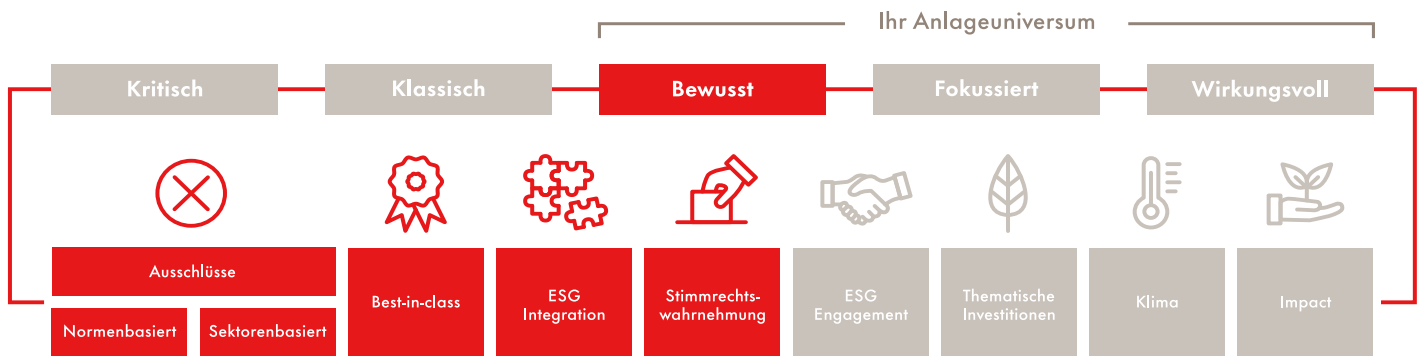 Ihr Anlageuniversum
Kritisch
Klassisch
Bewusst
Fokussiert
Wirkungsvoll
Ausschlüsse
Normenbasiert
Sektorenbasiert
Best-in-class
ESG
Integration
Stimmrechts-
wahrnehmung
ESG
Engagement
Thematische
Investitionen
Klima
Impact